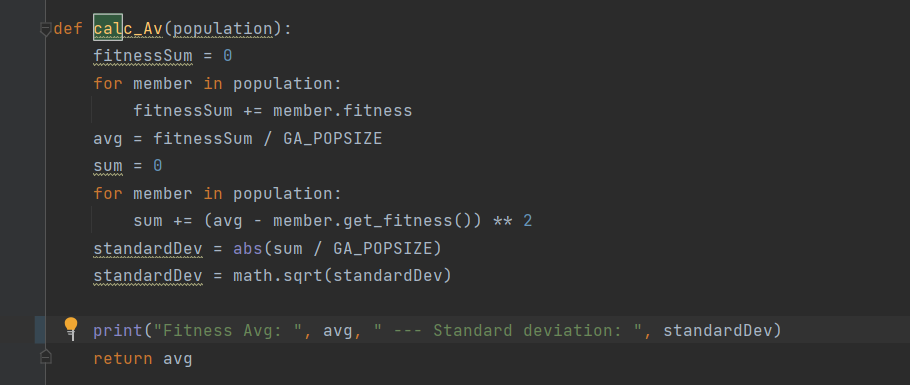 def calc_Av(population):
    fitnessSum = 0
    for member in population:
        fitnessSum += member.fitness
    avg = fitnessSum / GA_POPSIZE
    sum = 0
    for member in population:
        sum += (avg - member.get_fitness()) ** 2
    standardDev = abs(sum / GA_POPSIZE)
    standardDev = math.sqrt(standardDev)
    print("Fitness Avg: ", avg, " --- Standard deviation: ", standardDev)
    return avg